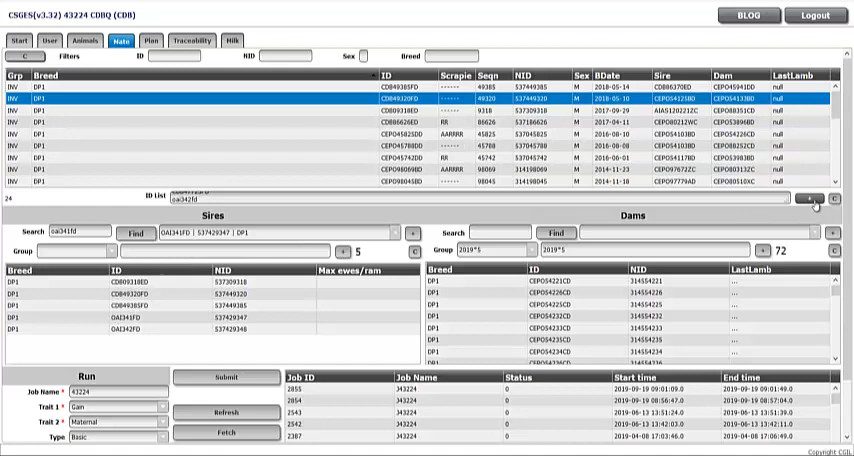 CSGES(v3.32) 43224 CDBQ (CDB)
BLOG Logout
Start User Animals Mate Plan Traceability Milk
C Filters ID NID Sex Breed
Grp Breed ID Scrapie Seqn NID Sex BDate Sire Dam LastLamb
INV DP1 CDB49385FD ------ 49385 537449385 M 2018-05-14 CDB86370ED CEPO45941DD null
INV DP1 CDB49320FD ------ 49320 537449320 M 2018-05-10 CEPO54125BD CEPO54133BD null
INV DP1 CDB09318ED ------ 9318 537309318 M 2017-09-29 AIAS120221ZC CEPO88351CD null
INV DP1 CDB86626ED RR 86626 537186626 M 2017-04-11 CEPO80212WC CEPO53896BD null
INV DP1 CEPO45825DD AARRRR 45825 537045825 M 2016-08-10 CEPO54103BD CEPO54226CD null
INV DP1 CEPO45788DD ------ 45788 537045788 M 2016-08-08 CEPO54103BD CEPO88252CD null
INV DP1 CEPO45742DD RR 45742 537045742 M 2016-06-01 CEPO54117BD CEPO53983BD null
INV DP1 CEPO98069BD AARRRR 98069 314198069 M 2014-11-23 CEPO97672ZC CEPO80313ZC null
INV DP1 CEPO98045BD 98045 314198045 M 2014-11-18 CEPO97779AD CEPO80510XC null
24 ID List oai342fd + C
Sires Dams
Search oai341fd Find OAI341FD | 537429347 | DP1 + Search Find +
Group + 5 C Group 2019*S 2019*S + 72 C
Breed ID NID Max ewes/ram Breed ID NID LastLamb
DP1 CDB09318ED 537309318 DP1 CEPO54221CD 314554221 ...
DP1 CDB49320FD 537449320 DP1 CEPO54226CD 314554226 ...
DP1 CDB49385FD 537449385 DP1 CEPO54225CD 314554225 ...
DP1 OAI341FD 537429347 DP1 CEPO54232CD 314554232 ...
DP1 OAI342FD 537429348 DP1 CEPO54233CD 314554233 ...
DP1 CEPO54235CD 314554235 ...
DP1 CEPO54234CD 314554234 ...
Run Submit Job ID Job Name Status Start time End time
Job Name * 43224 2855 J43224 0 2019-09-19 09:01:09.0 2019-09-19 09:01:49.0
2854 J43224 0 2019-09-19 08:56:47.0 2019-09-19 08:57:04.0
Trait 1 * Gain Refresh 2543 J43224 0 2019-06-13 13:51:24.0 2019-06-13 13:51:39.0
Trait 2 * Maternal 2542 J43224 0 2019-06-13 13:42:03.0 2019-06-13 13:42:11.0
Type Basic Fetch 2387 J43224 0 2019-04-08 17:03:46.0 2019-04-08 17:06:49.0
Copyright CGIL